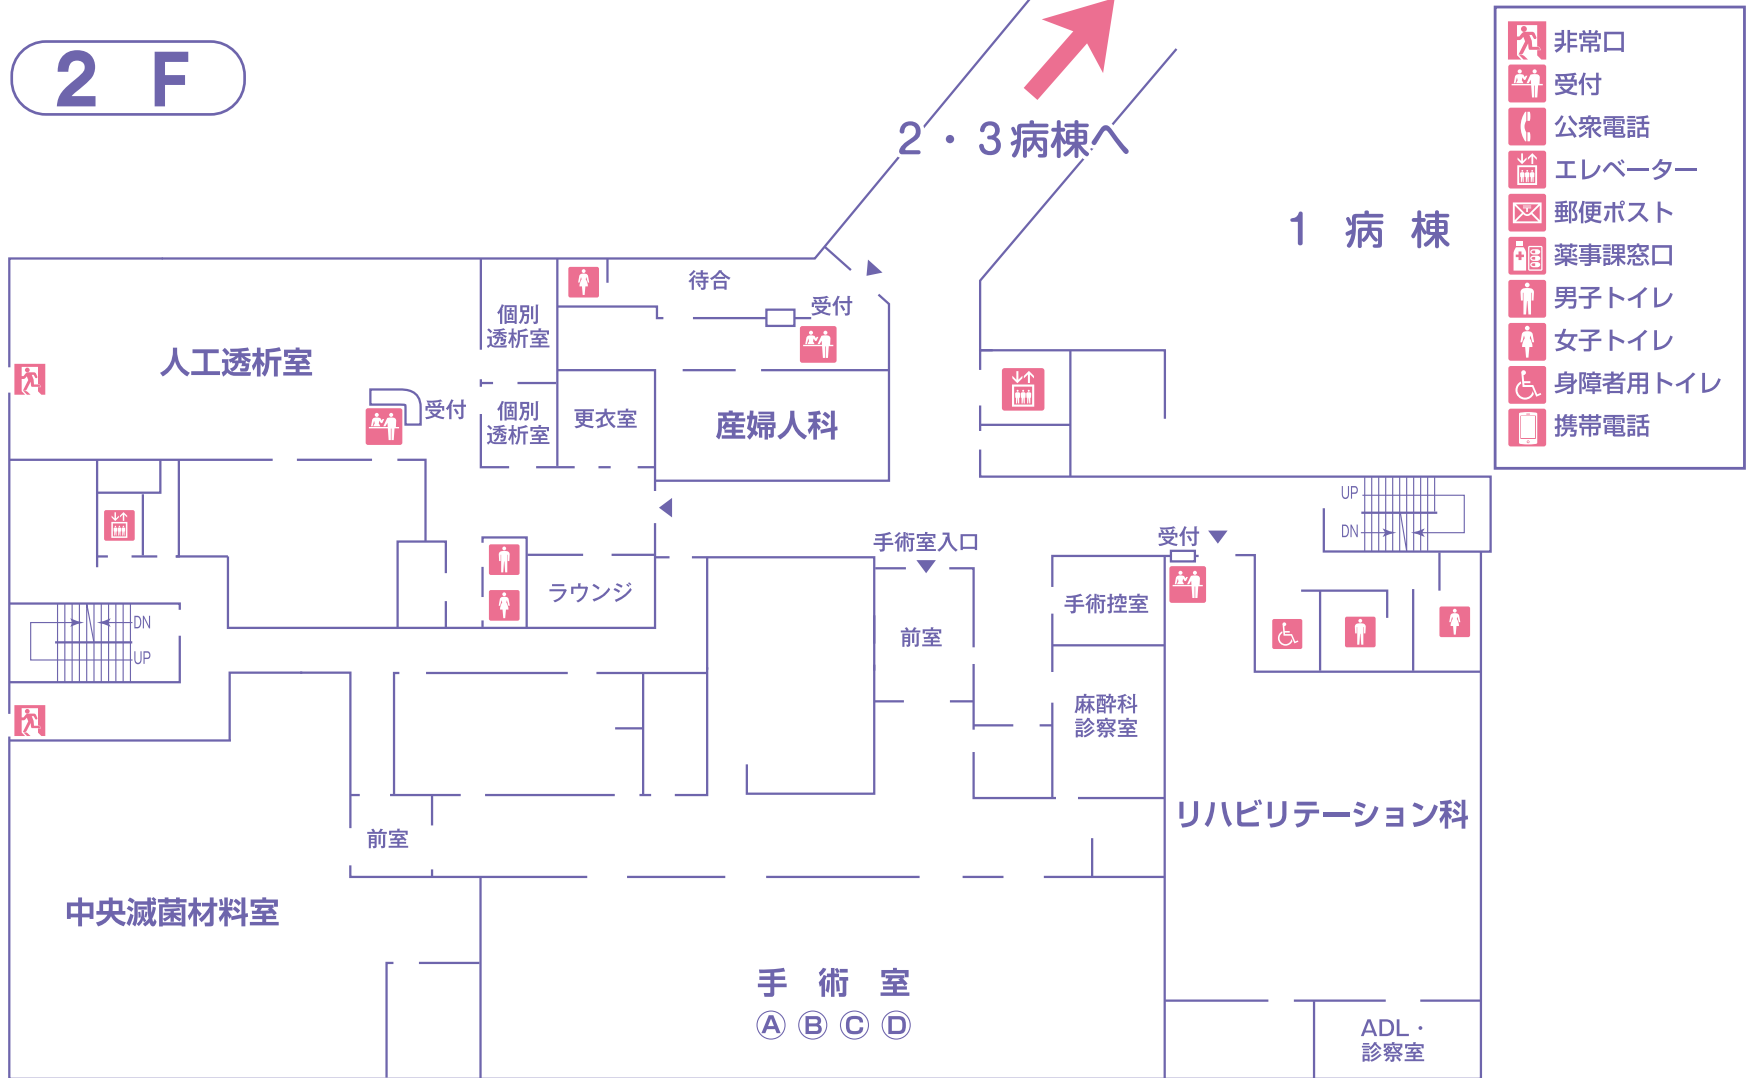 2 F
2・3病棟へ
1 病 棟
非常口
受付
公衆電話
エレベーター
郵便ポスト
薬事課窓口
男子トイレ
女子トイレ
身障者用トイレ
携帯電話
待合
受付
個別
透析室
人工透析室
受付
個別
透析室
更衣室
産婦人科
UP
DN
受付
手術室入口
ラウンジ
手術控室
前室
DN
UP
麻酔科
診察室
リハビリテーション科
前室
中央滅菌材料室
手 術 室
Ⓐ Ⓑ Ⓒ Ⓓ
ADL・
診察室